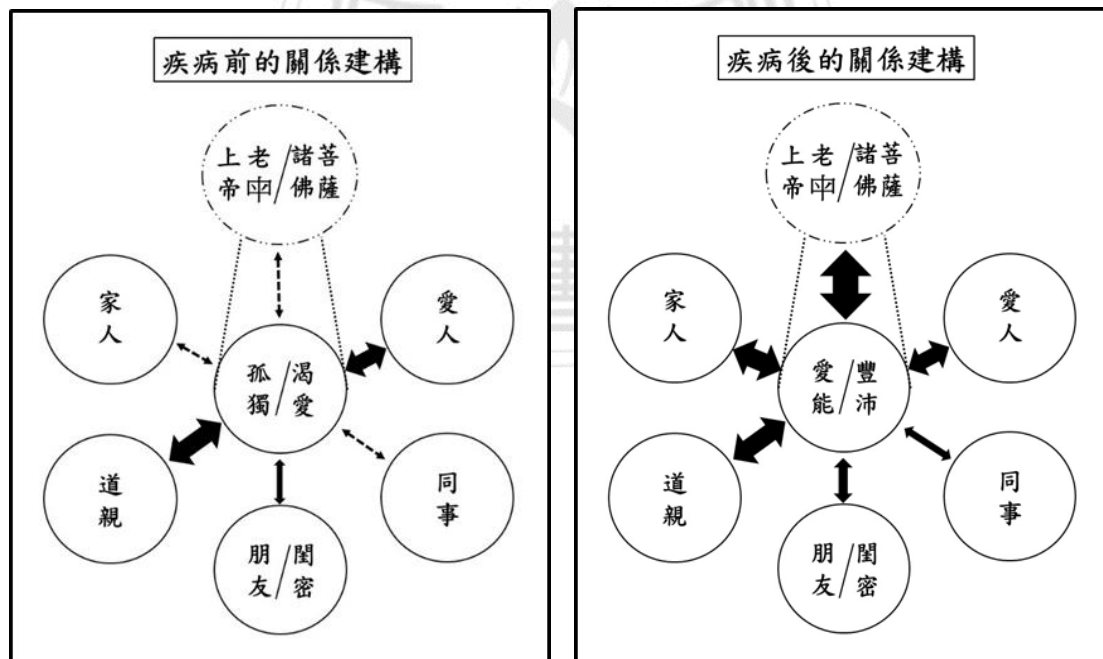 疾病前的關係建構
上帝
老
諸佛
菩薩
家人
愛人
孤獨/渴愛
道親
同事
朋友/閨密
疾病後的關係建構
上帝
老
諸佛
菩薩
家人
愛人
愛能/豐沛
道親
同事
朋友/閨密